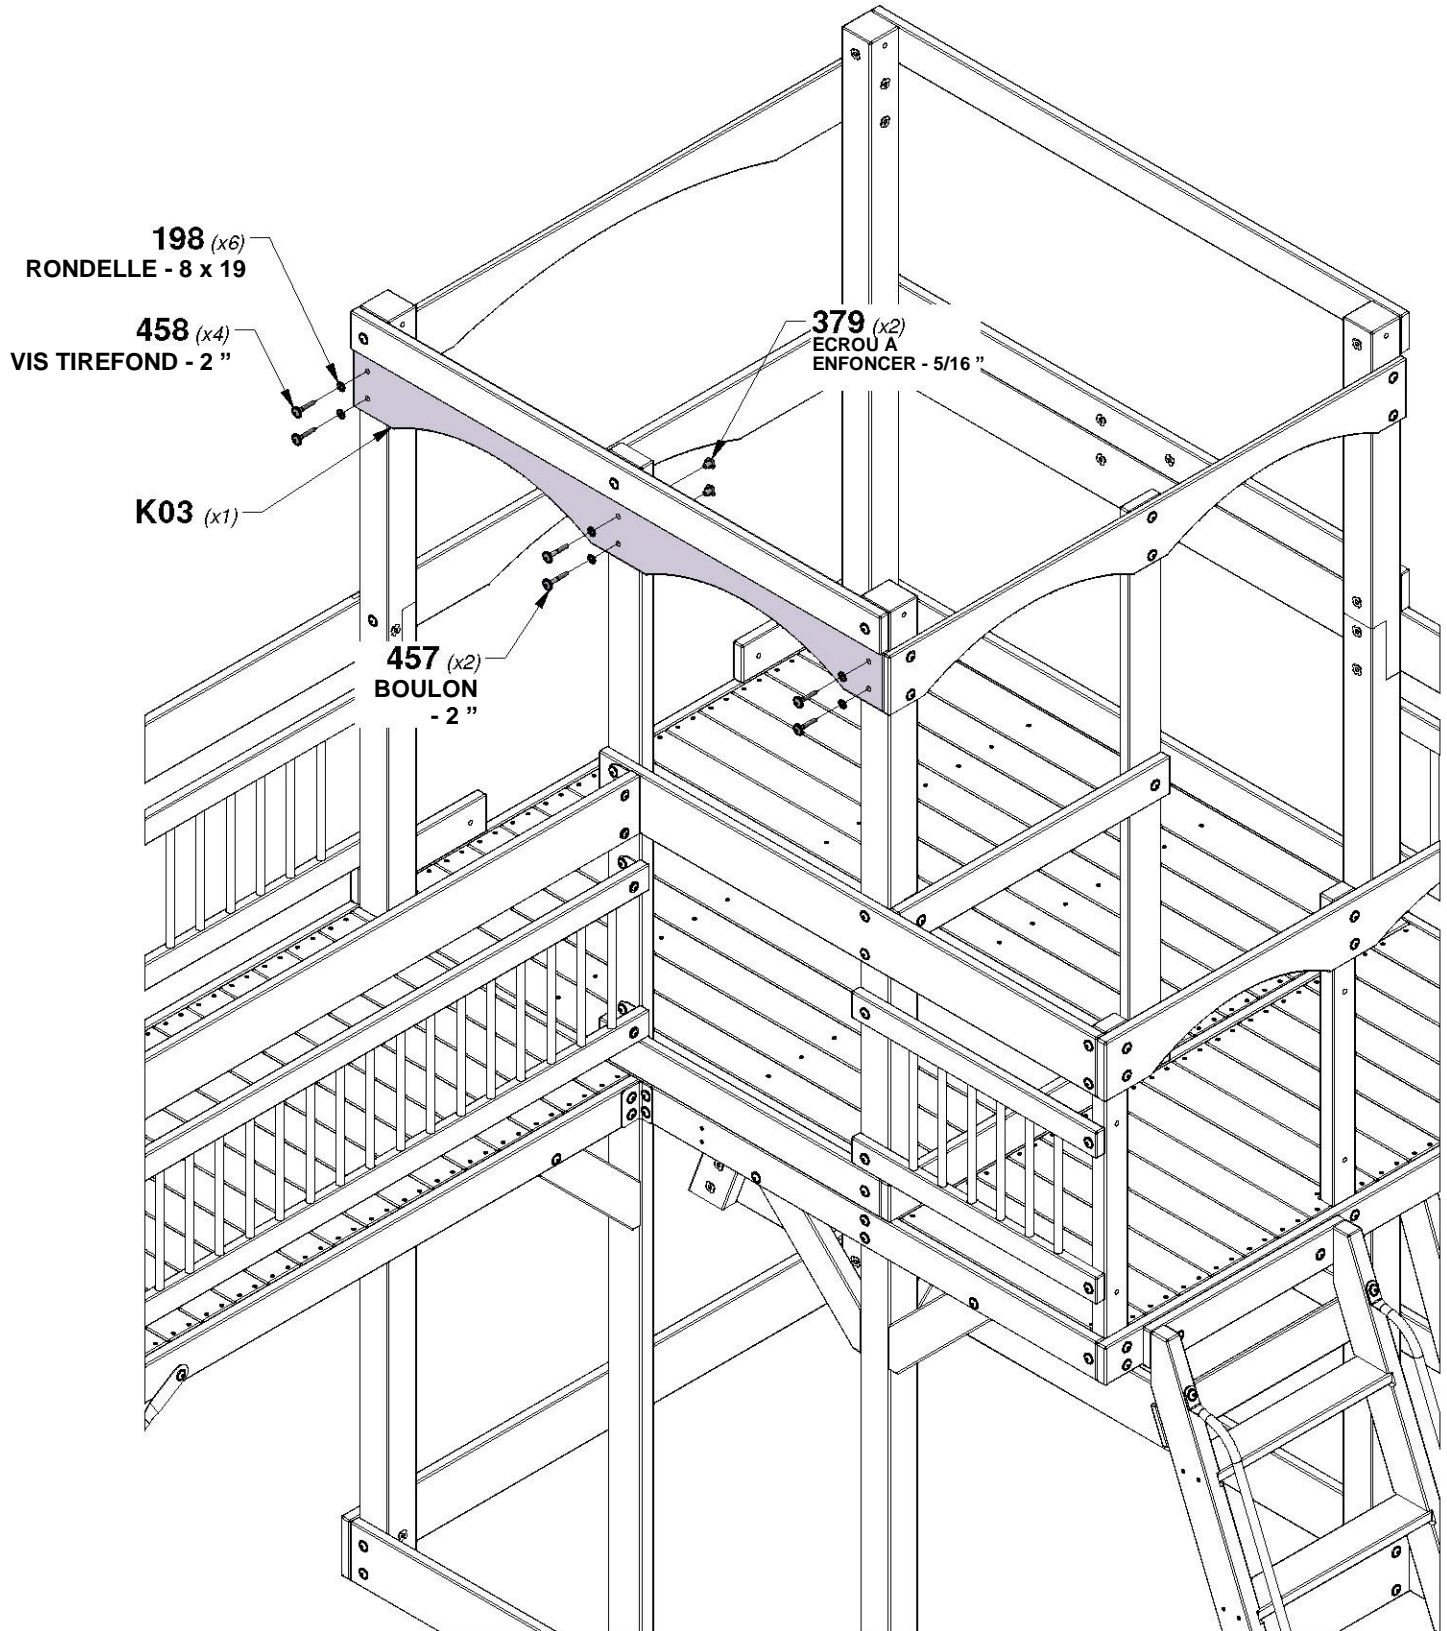 198 (x6)
RONDELLE - 8 x 19
458 (x4)
VIS TIREFOND - 2 ”
379 (x2)
ECROU A
ENFONCER - 5/16 ”
K03 (x1)
457 (x2)
BOULON
- 2 ”